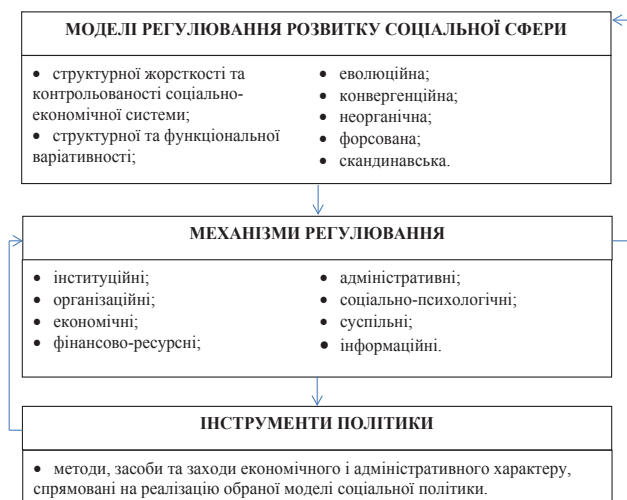 МОДЕЛІ РЕГУЛЮВАННЯ РОЗВИТКУ СОЦІАЛЬНОЇ СФЕРИ
• структурної жорсткості та
контрольованості соціально-
економічної системи;
• структурної та функціональної
варіативності;
• еволюційна;
• конвергенційна;
• неорганічна;
• форсована;
• скандинавська.
МЕХАНІЗМИ РЕГУЛЮВАННЯ
• інституційні;
• організаційні;
• економічні;
• фінансово-ресурсні;
• адміністративні;
• соціально-психологічні;
• суспільні;
• інформаційні.
ІНСТРУМЕНТИ ПОЛІТИКИ
• методи, засоби та заходи економічного і адміністративного характеру,
спрямовані на реалізацію обраної моделі соціальної політики.